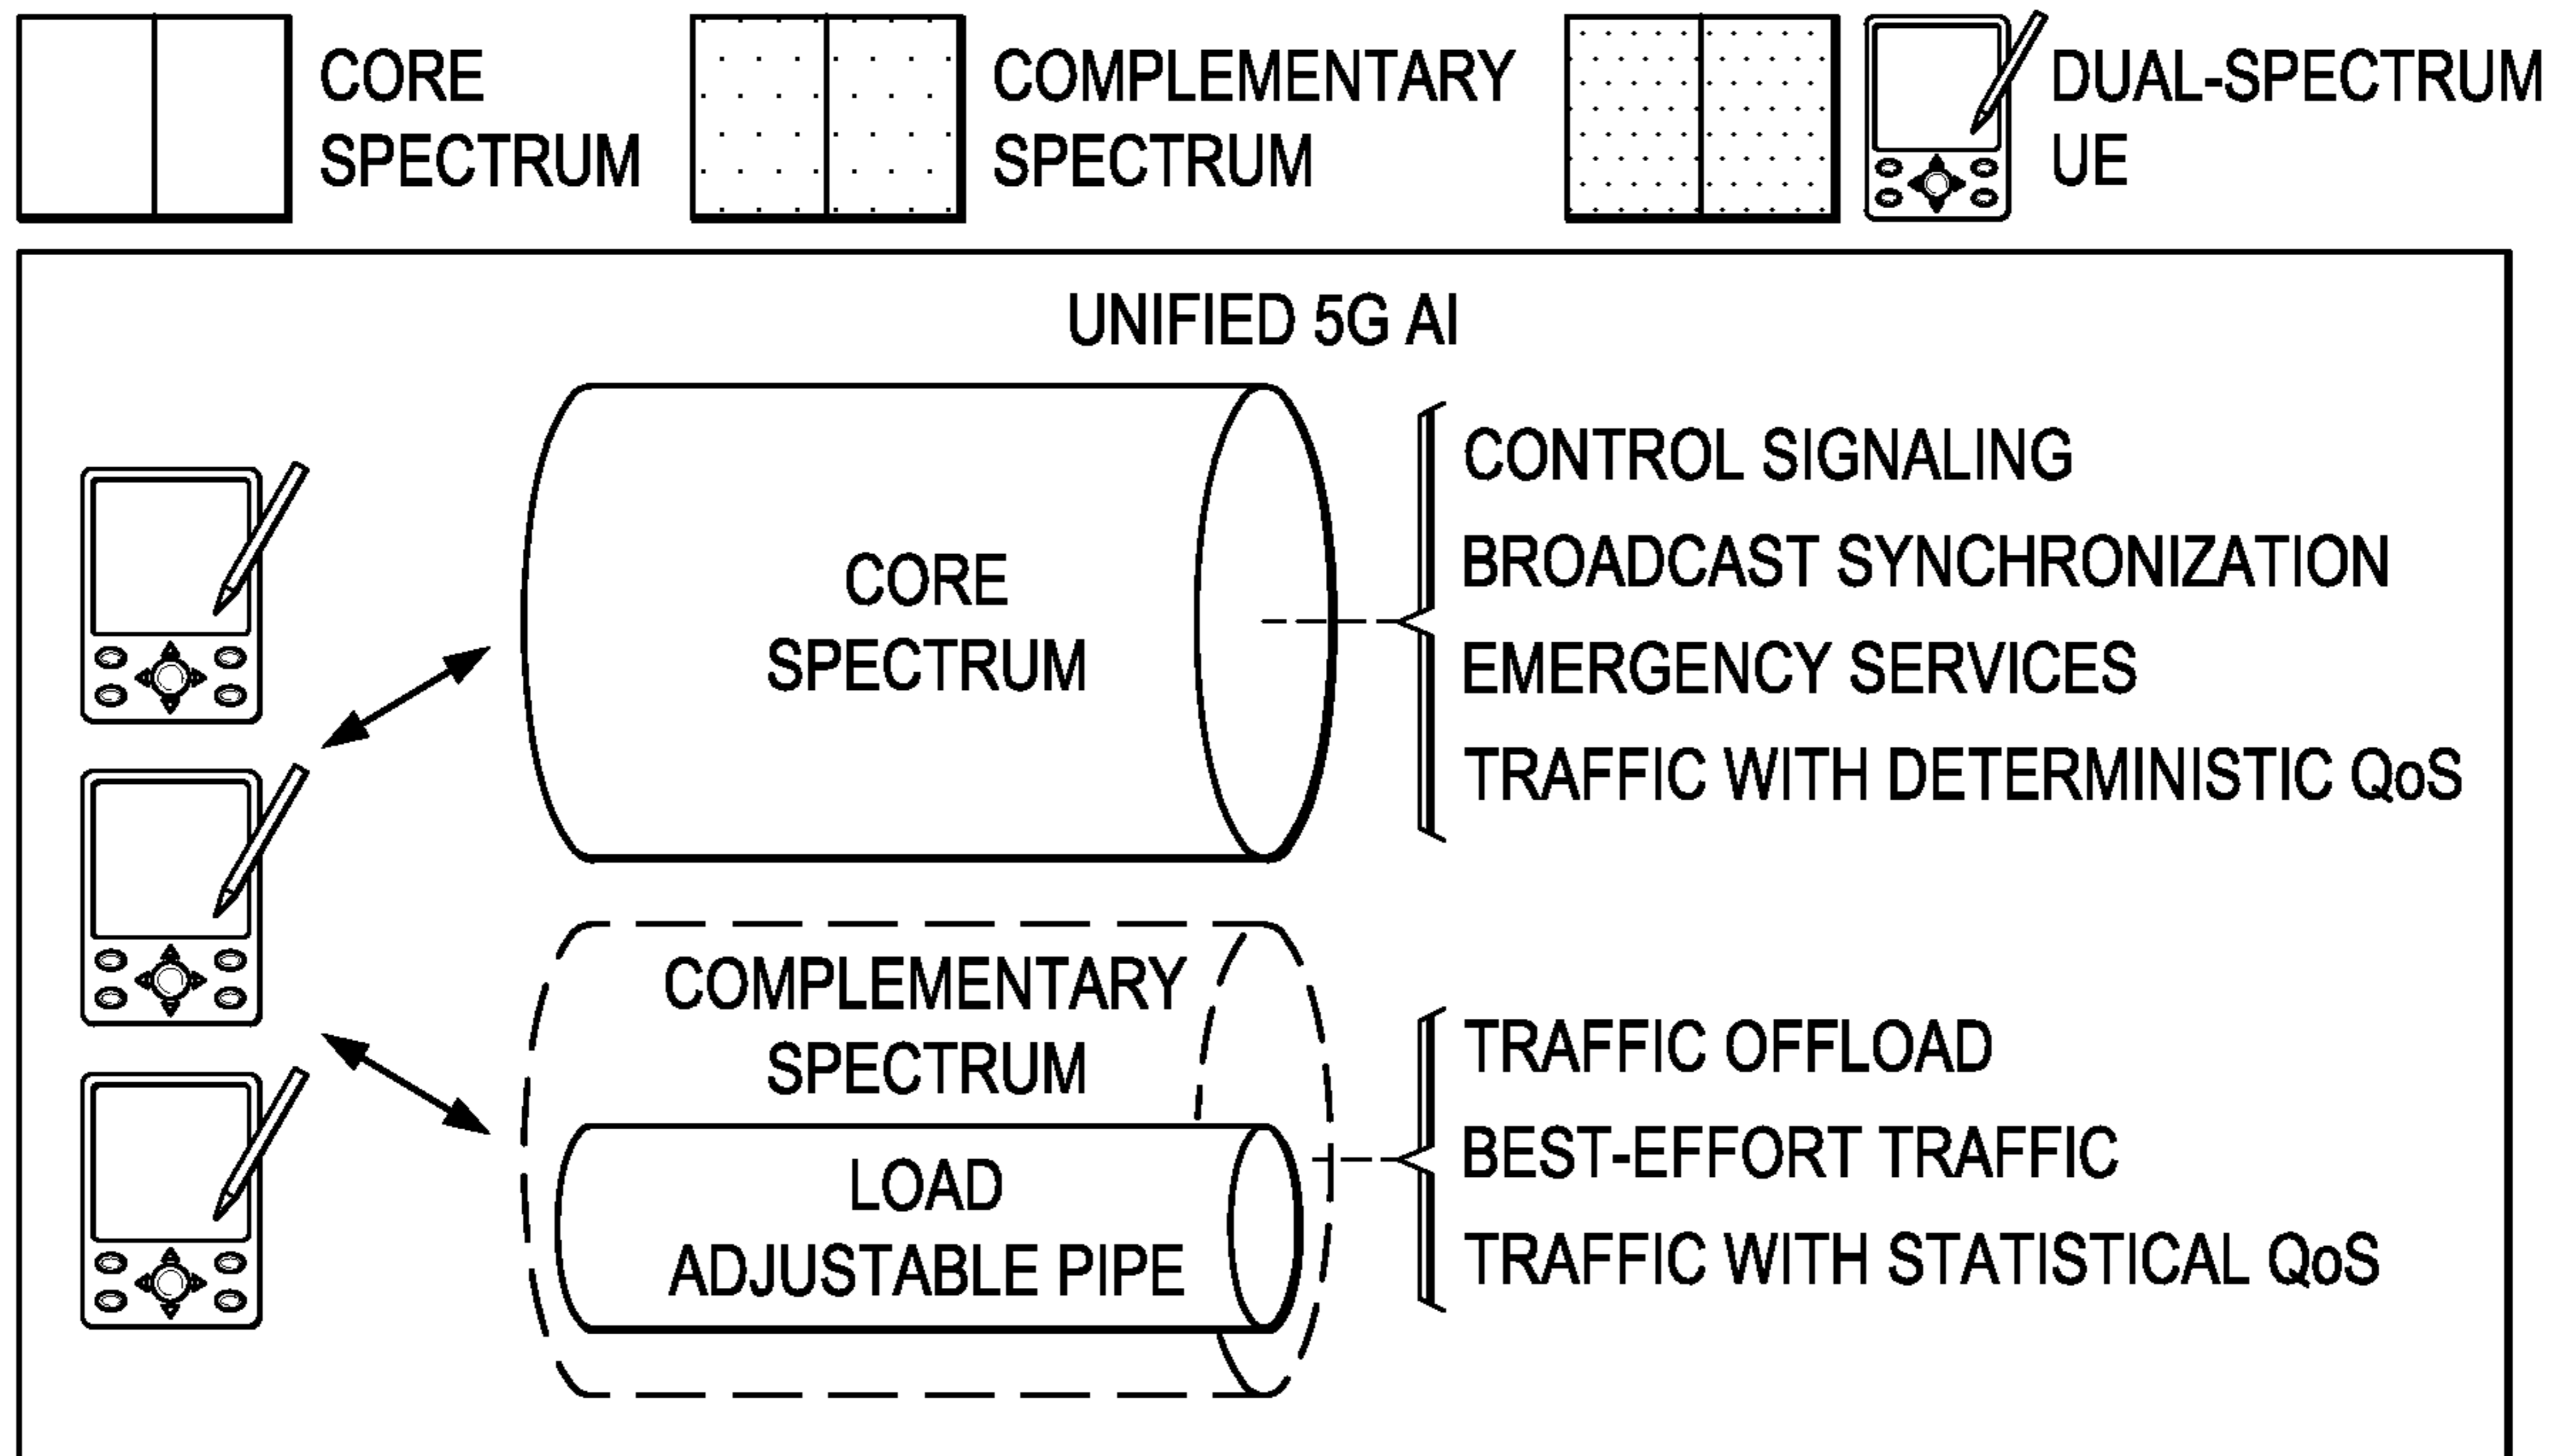 CORE
SPECTRUM
COMPLEMENTARY
SPECTRUM
DUAL-SPECTRUM
UE
UNIFIED 5G AI
CORE
SPECTRUM
CONTROL SIGNALING
BROADCAST SYNCHRONIZATION
EMERGENCY SERVICES
TRAFFIC WITH DETERMINISTIC QoS
COMPLEMENTARY
SPECTRUM
LOAD
ADJUSTABLE PIPE
TRAFFIC OFFLOAD
BEST-EFFORT TRAFFIC
TRAFFIC WITH STATISTICAL QoS